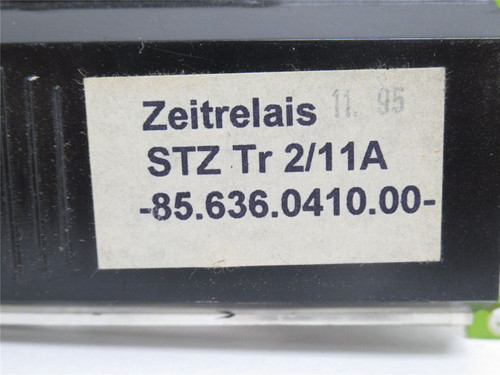 Zeitrelais 11. 95
STZ Tr 2/11A
-85.636.0410.00-